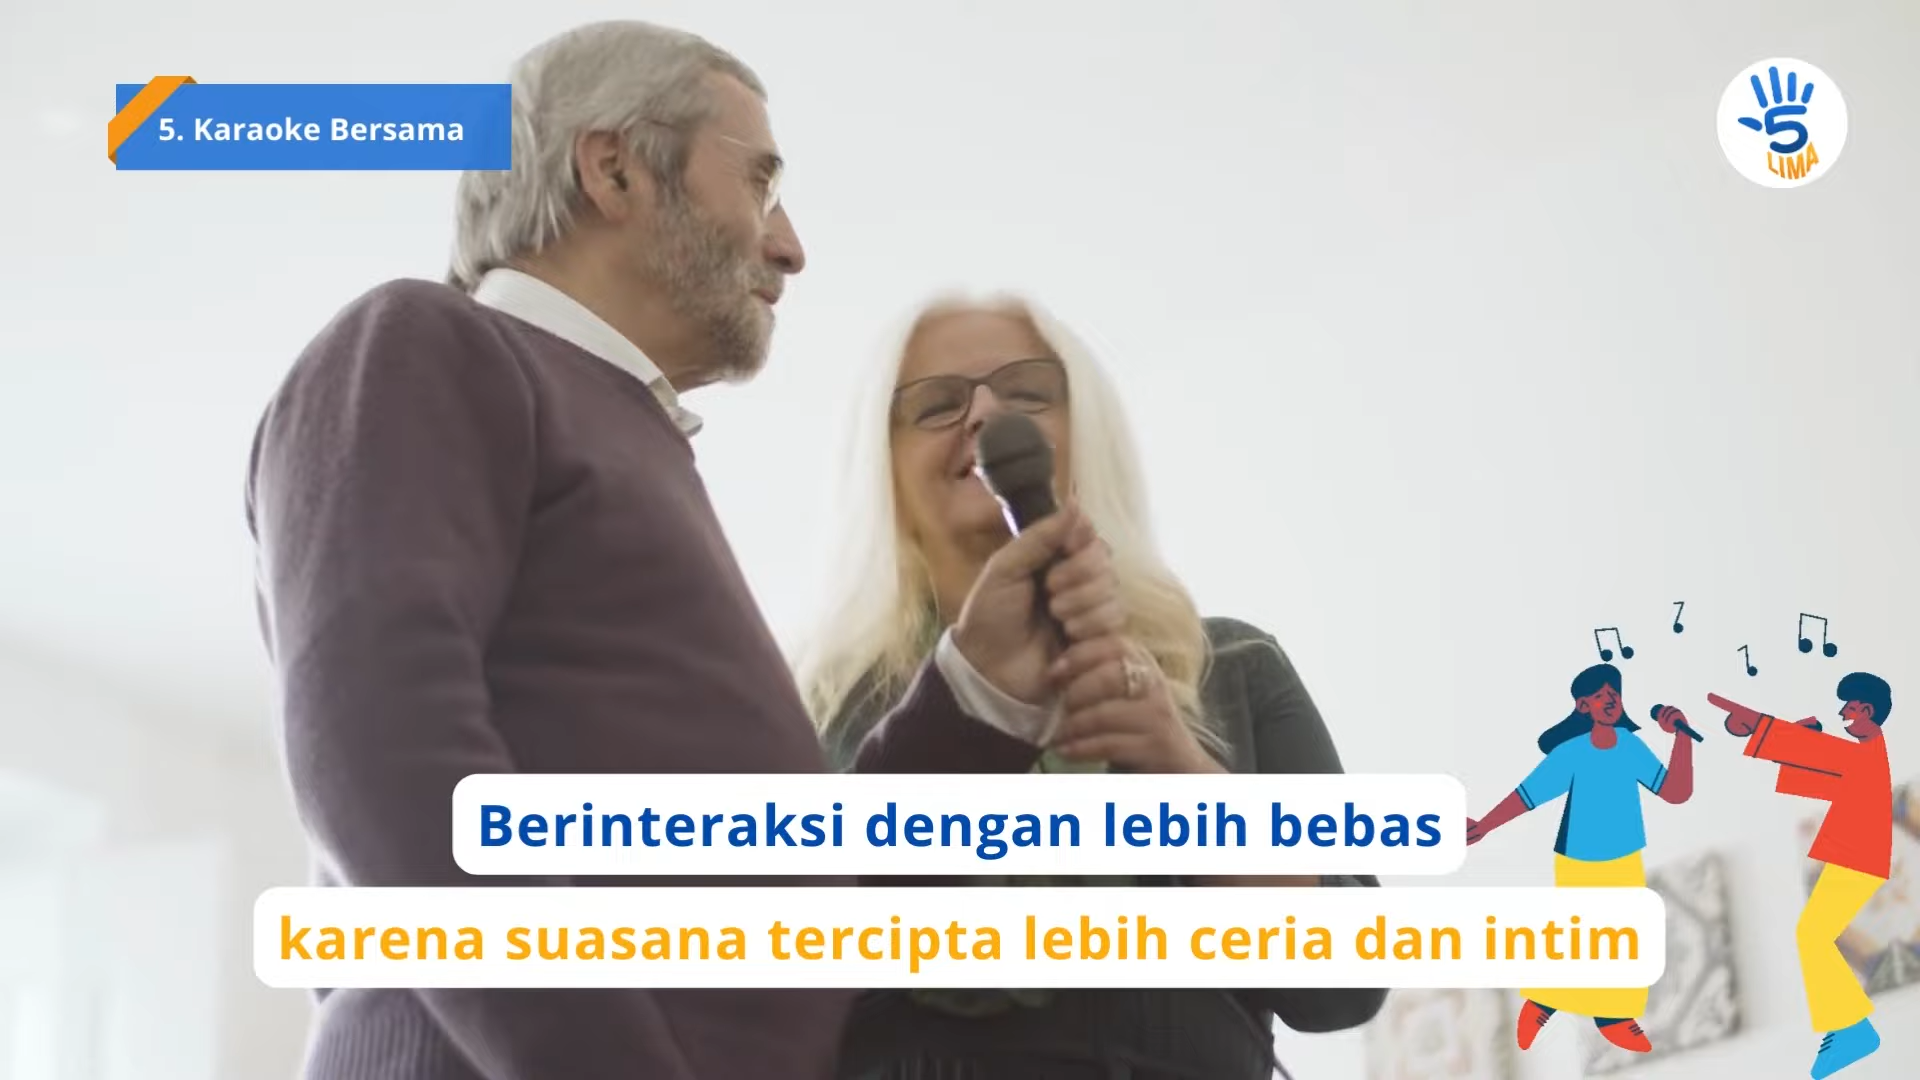 5. Karaoke Bersama
5
LIMA
Berinteraksi dengan lebih bebas
karena suasana tercipta lebih ceria dan intim